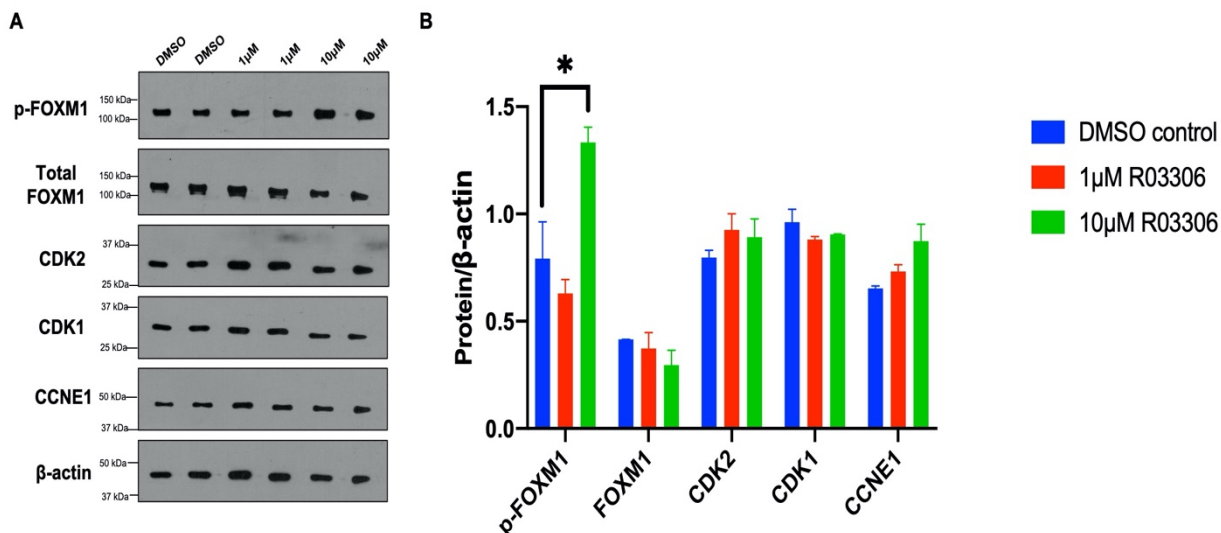 A
DMSO DMSO 1µM 1µM 10µM 10µM
p-FOXM1
150 kDa
100 kDa
Total
FOXM1
150 kDa
100 kDa
CDK2
37 kDa
25 kDa
CDK1
37 kDa
25 kDa
CCNE1
50 kDa
37 kDa
β-actin
50 kDa
37 kDa
B
*
Protein/β-actin
1.5
1.0
0.5
0.0
p-FOXM1 FOXM1 CDK2 CDK1 CCNE1
DMSO control
1µM R03306
10µM R03306